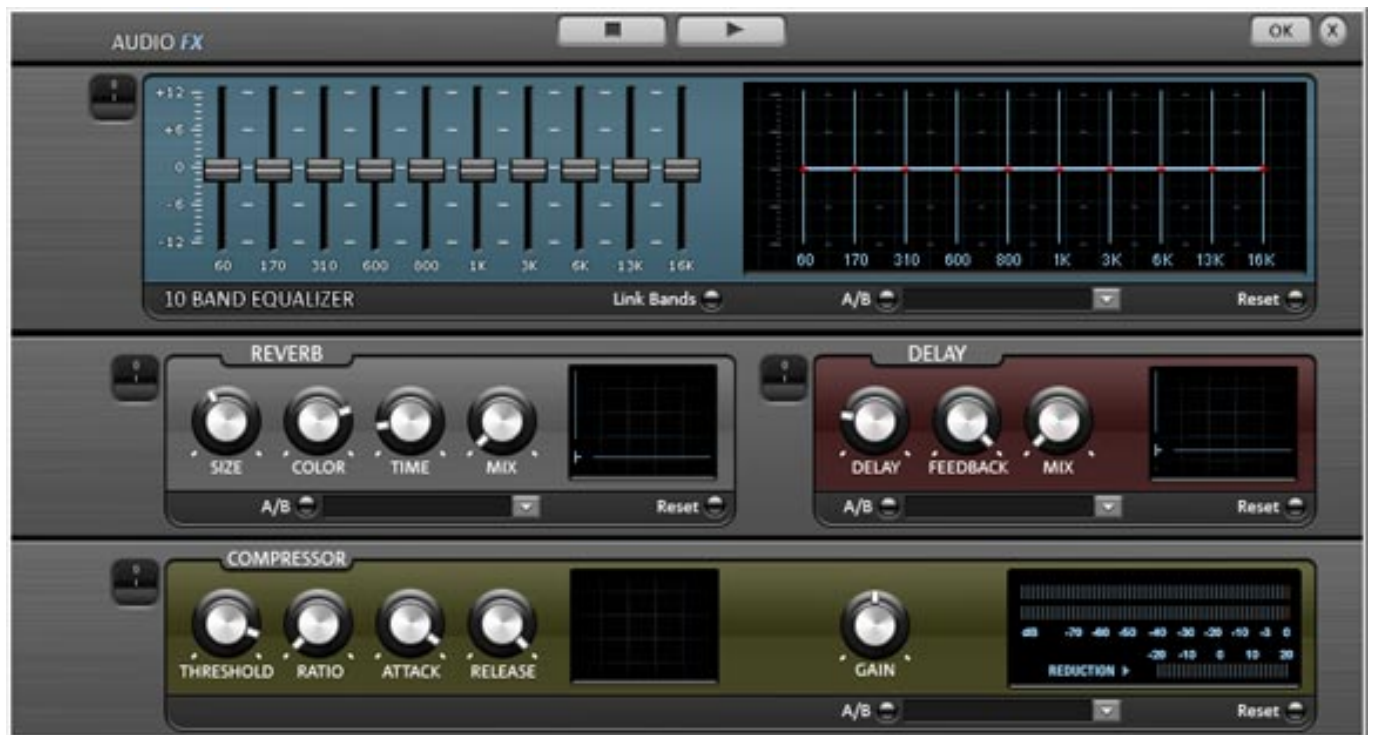 AUDIO FX
OK X
+12
+6
0
-6
-12
60 170 310 600 800 1K 3K 6K 13K 16K
60 170 310 600 800 1K 3K 6K 13K 16K
10 BAND EQUALIZER Link Bands A/B Reset
REVERB
SIZE COLOR TIME MIX
A/B Reset
DELAY
DELAY FEEDBACK MIX
A/B Reset
COMPRESSOR
THRESHOLD RATIO ATTACK RELEASE
GAIN
dB -70 -60 -50 -40 -30 -20 -10 -3 0
-20 -10 0 10 20
REDUCTION
A/B Reset